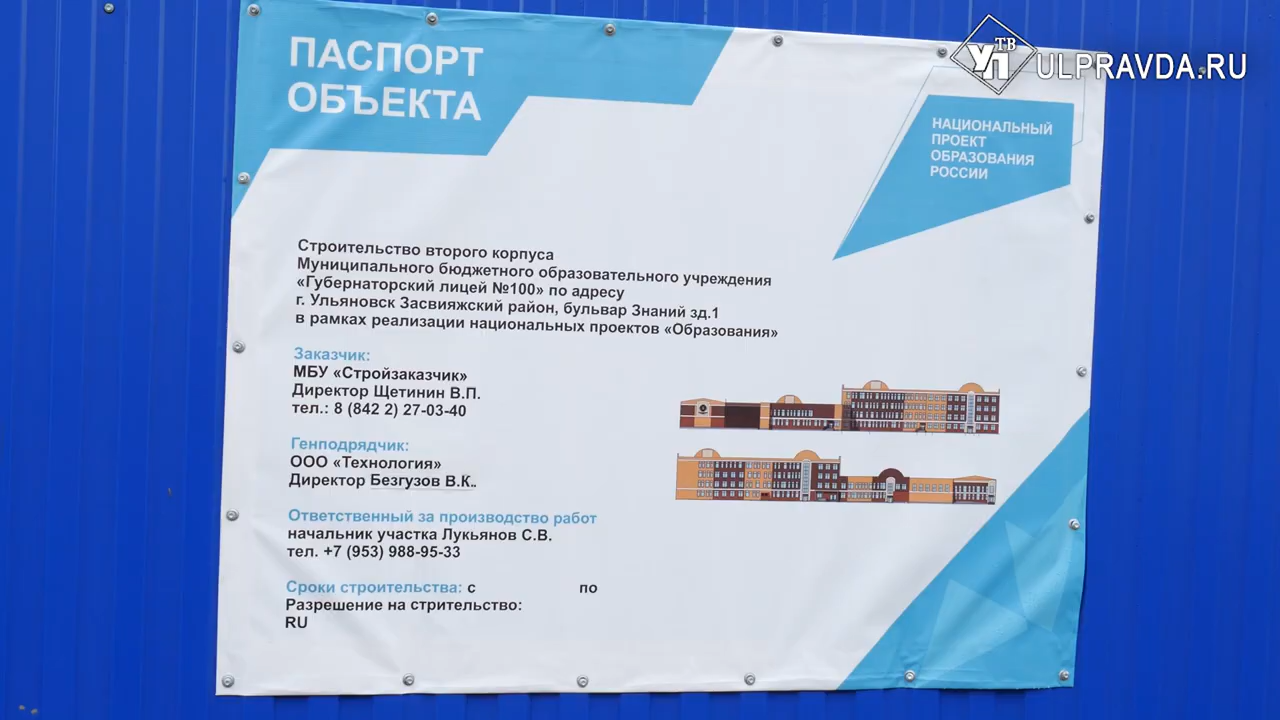 ПАСПОРТ
ОБЪЕКТА
УП ТВ ULPRAVDA.RU
НАЦИОНАЛЬНЫЙ
ПРОЕКТ
ОБРАЗОВАНИЯ
РОССИИ
Строительство второго корпуса
Муниципального бюджетного образовательного учреждения
«Губернаторский лицей №100» по адресу
г. Ульяновск Засвияжский район, бульвар Знаний зд.1
в рамках реализации национальных проектов «Образования»
Заказчик:
МБУ «Стройзаказчик»
Директор Щетинин В.П.
тел.: 8 (842 2) 27-03-40
Генподрядчик:
ООО «Технология»
Директор Безгузов В.К..
Ответственный за производство работ
начальник участка Лукьянов С.В.
тел. +7 (953) 988-95-33
Сроки строительства: с по
Разрешение на стрительство:
RU